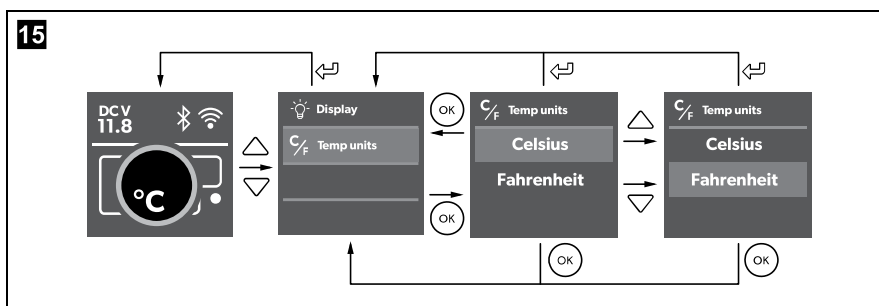 15
DC V
11.8
°C
Display
C/F Temp units
OK
OK
C/F Temp units
Celsius
Fahrenheit
C/F Temp units
Celsius
Fahrenheit
OK
OK